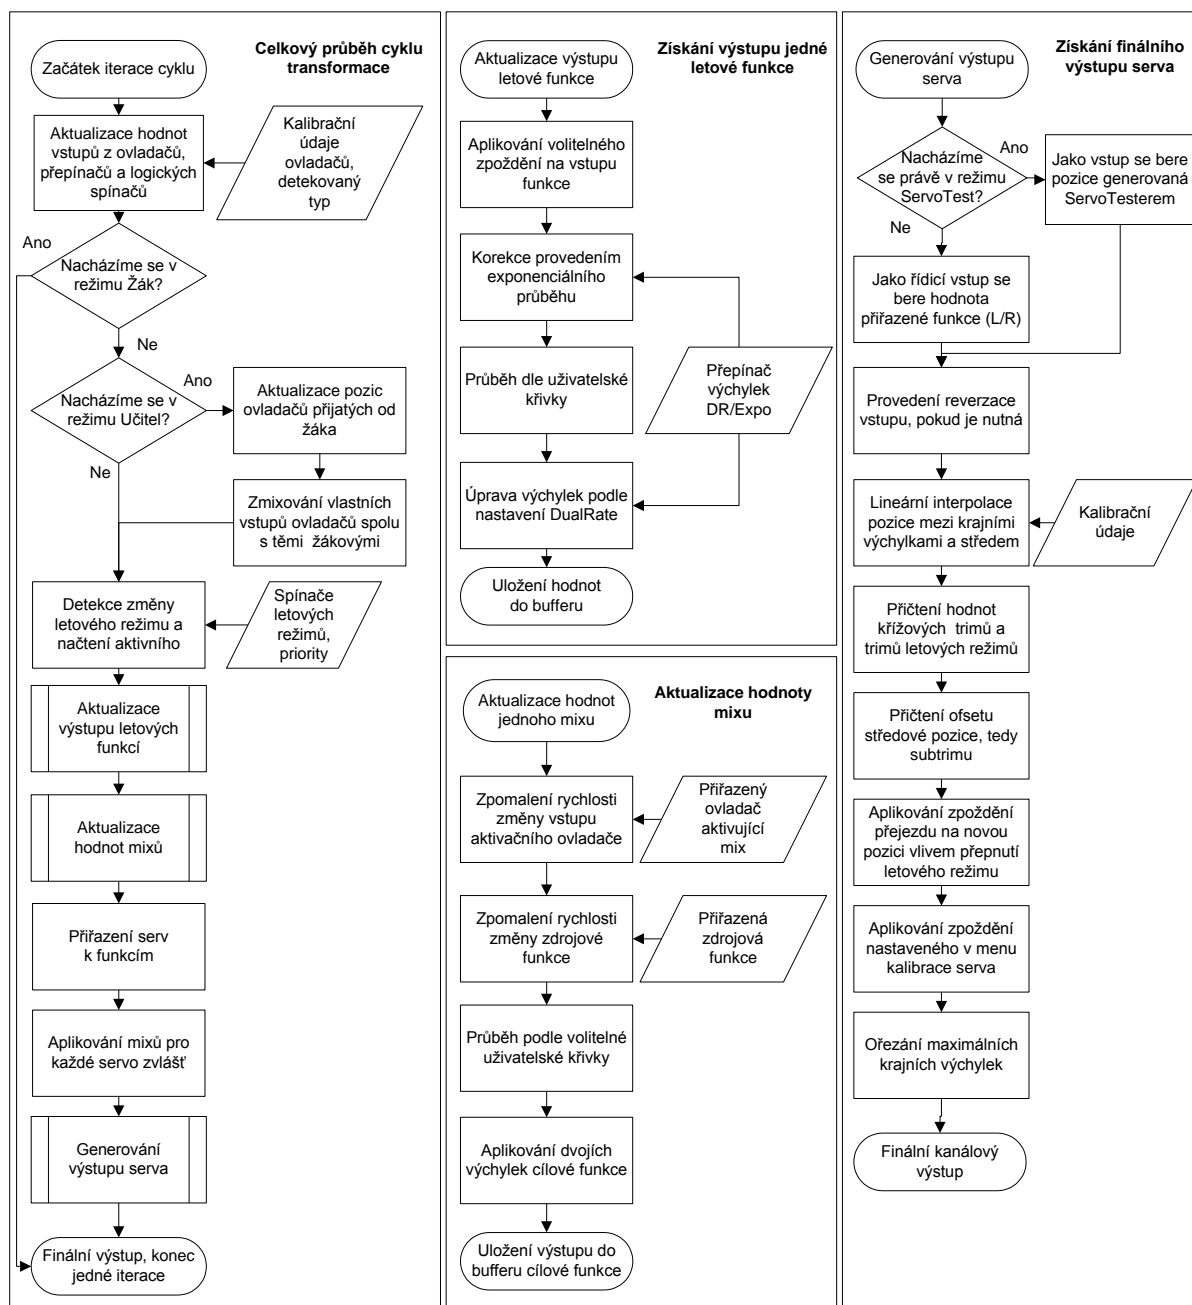 Celkový průběh cyklu
transformace
Začátek iterace cyklu
Aktualizace hodnot
vstupů z ovladačů,
přepínačů a logických
spínačů
Kalibrační
údaje
ovladačů,
detekovaný
typ
Ano
Nacházíme se v
režimu Žák?
Ne
Nacházíme se v
režimu Učitel?
Ano
Aktualizace pozic
ovladačů přijatých od
žáka
Ne
Zmixování vlastních
vstupů ovladačů spolu
s těmi žákovými
Detekce změny
letového režimu a
načtení aktivního
Spínače
letových
režimů,
priority
Aktualizace
výstupu letových
funkcí
Aktualizace
hodnot mixů
Přiřazení serv
k funkcím
Aplikování mixů pro
každé servo zvlášť
Generování
výstupu serva
Finální výstup, konec
jedné iterace
Získání výstupu jedné
letové funkce
Aktualizace výstupu
letové funkce
Aplikování volitelného
zpoždění na vstupu
funkce
Korekce provedením
exponenciálního
průběhu
Průběh dle uživatelské
křivky
Přepínač
výchylek
DR/Expo
Úprava výchylek podle
nastavení DualRate
Uložení hodnot
do bufferu
Aktualizace hodnoty
mixu
Aktualizace hodnot
jednoho mixu
Zpomalení rychlosti
změny vstupu
aktivačního ovladače
Přiřazený
ovladač
aktivující
mix
Zpomalení rychlosti
změny zdrojové
funkce
Přiřazená
zdrojová
funkce
Průběh podle volitelné
uživatelské křivky
Aplikování dvojích
výchylek cílové funkce
Uložení výstupu do
bufferu cílové funkce
Získání finálního
výstupu serva
Generování výstupu
serva
Nacházíme
se právě v režimu
ServoTest?
Ano
Jako vstup se bere
pozice generovaná
ServoTesterem
Ne
Jako řídicí vstup se
bere hodnota
přiřazené funkce (L/R)
Provedení reverzace
vstupu, pokud je nutná
Lineární interpolace
pozice mezi krajními
výchylkami a středem
Kalibrační
údaje
Přičtení hodnot
křížových trimů a
trimů letových režimů
Přičtení ofsetu
středové pozice, tedy
subtrimu
Aplikování zpoždění
přejezdu na novou
pozici vlivem přepnutí
letového režimu
Aplikování zpoždění
nastaveného v menu
kalibrace serva
Ořezání maximálních
krajních výchylek
Finální kanálový
výstup